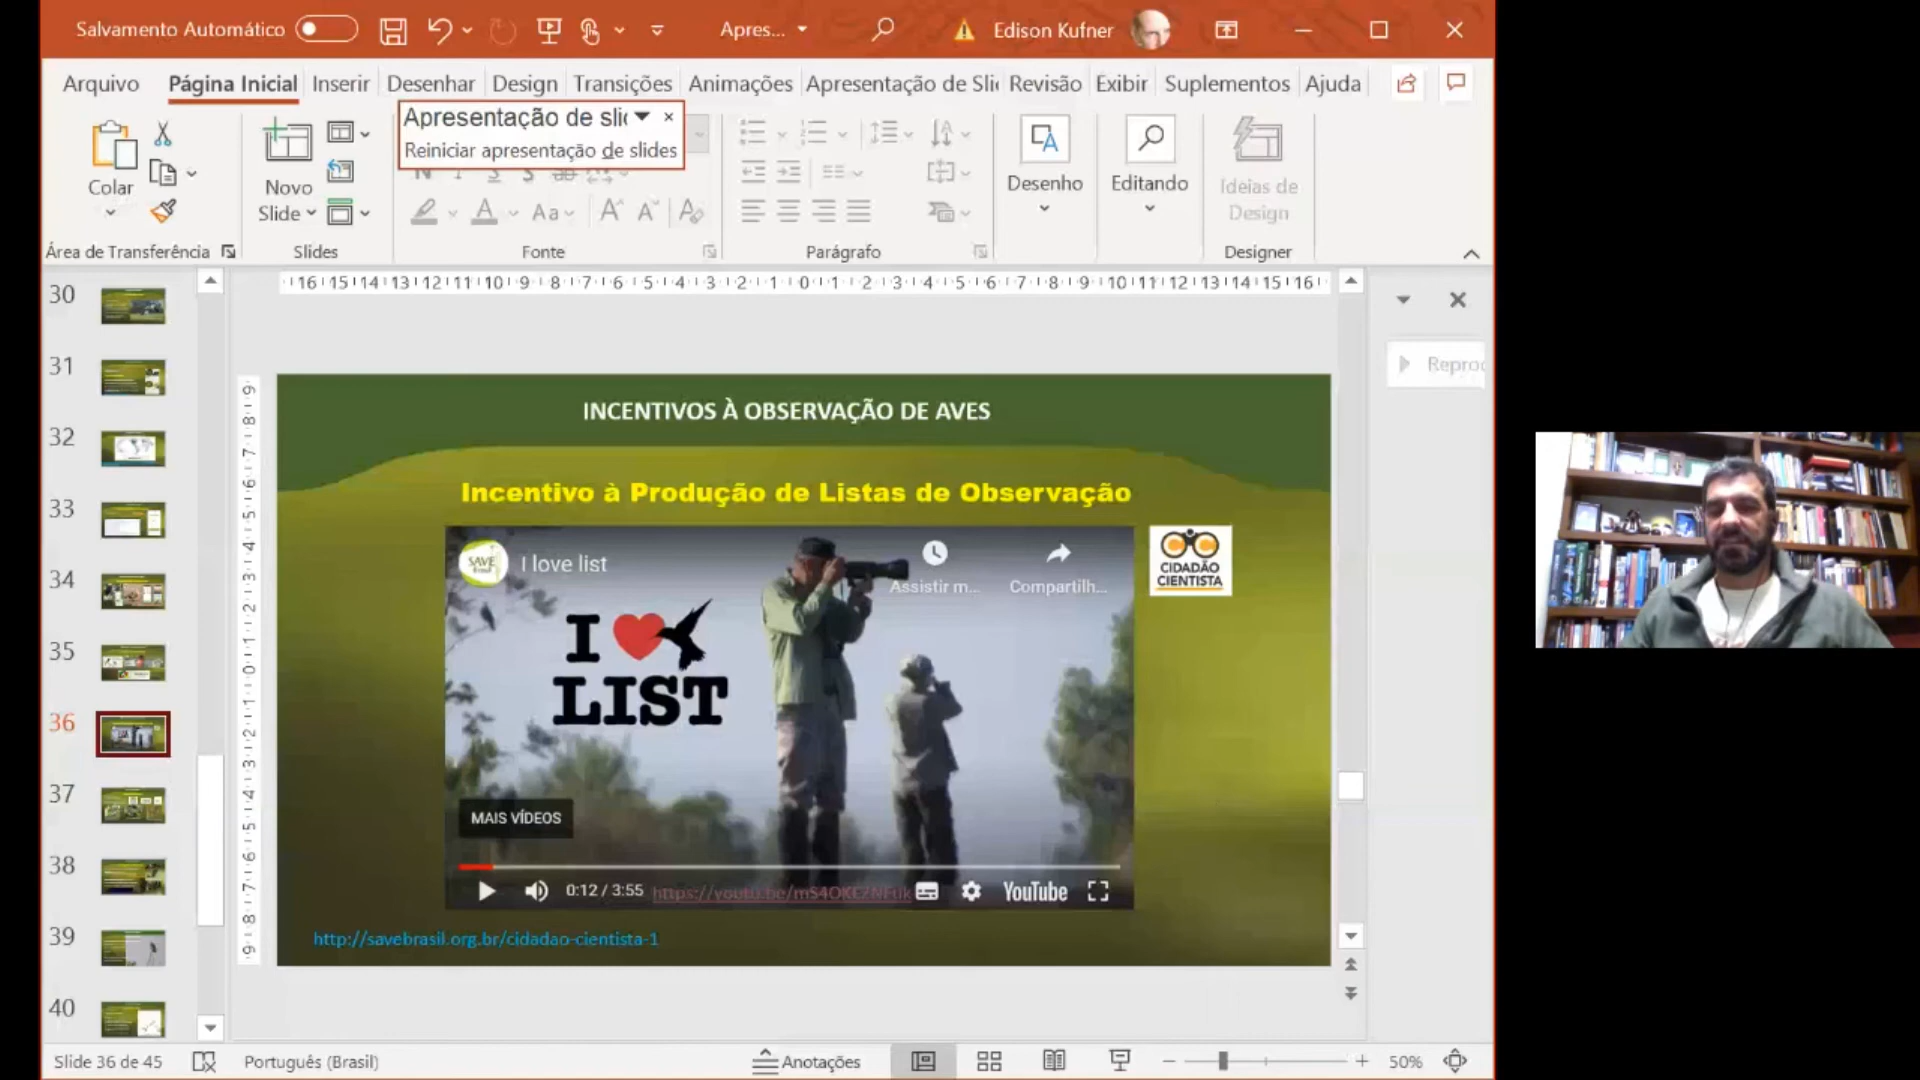 Salvamento Automático
Apres...
Edison Kufner
Arquivo
Página Inicial
Inserir
Desenhar
Design
Transições
Animações
Apresentação de Sli
Revisão
Exibir
Suplementos
Ajuda
Apresentação de sli
Reiniciar apresentação de slides
Colar
Novo
Slide
Desenho
Editando
Ideias de
Design
Área de Transferência
Slides
Fonte
Parágrafo
Designer
30
31
32
33
34
35
36
37
38
39
40
Reprod
INCENTIVOS À OBSERVAÇÃO DE AVES
Incentivo à Produção de Listas de Observação
SAVE
Brasil
I love list
Assistir m...
Compartilh...
I
LIST
CIDADÃO
CIENTISTA
MAIS VÍDEOS
0:12 / 3:55
YouTube
http://savebrasil.org.br/cidadao-cientista-1
Slide 36 de 45
Português (Brasil)
Anotações
50%